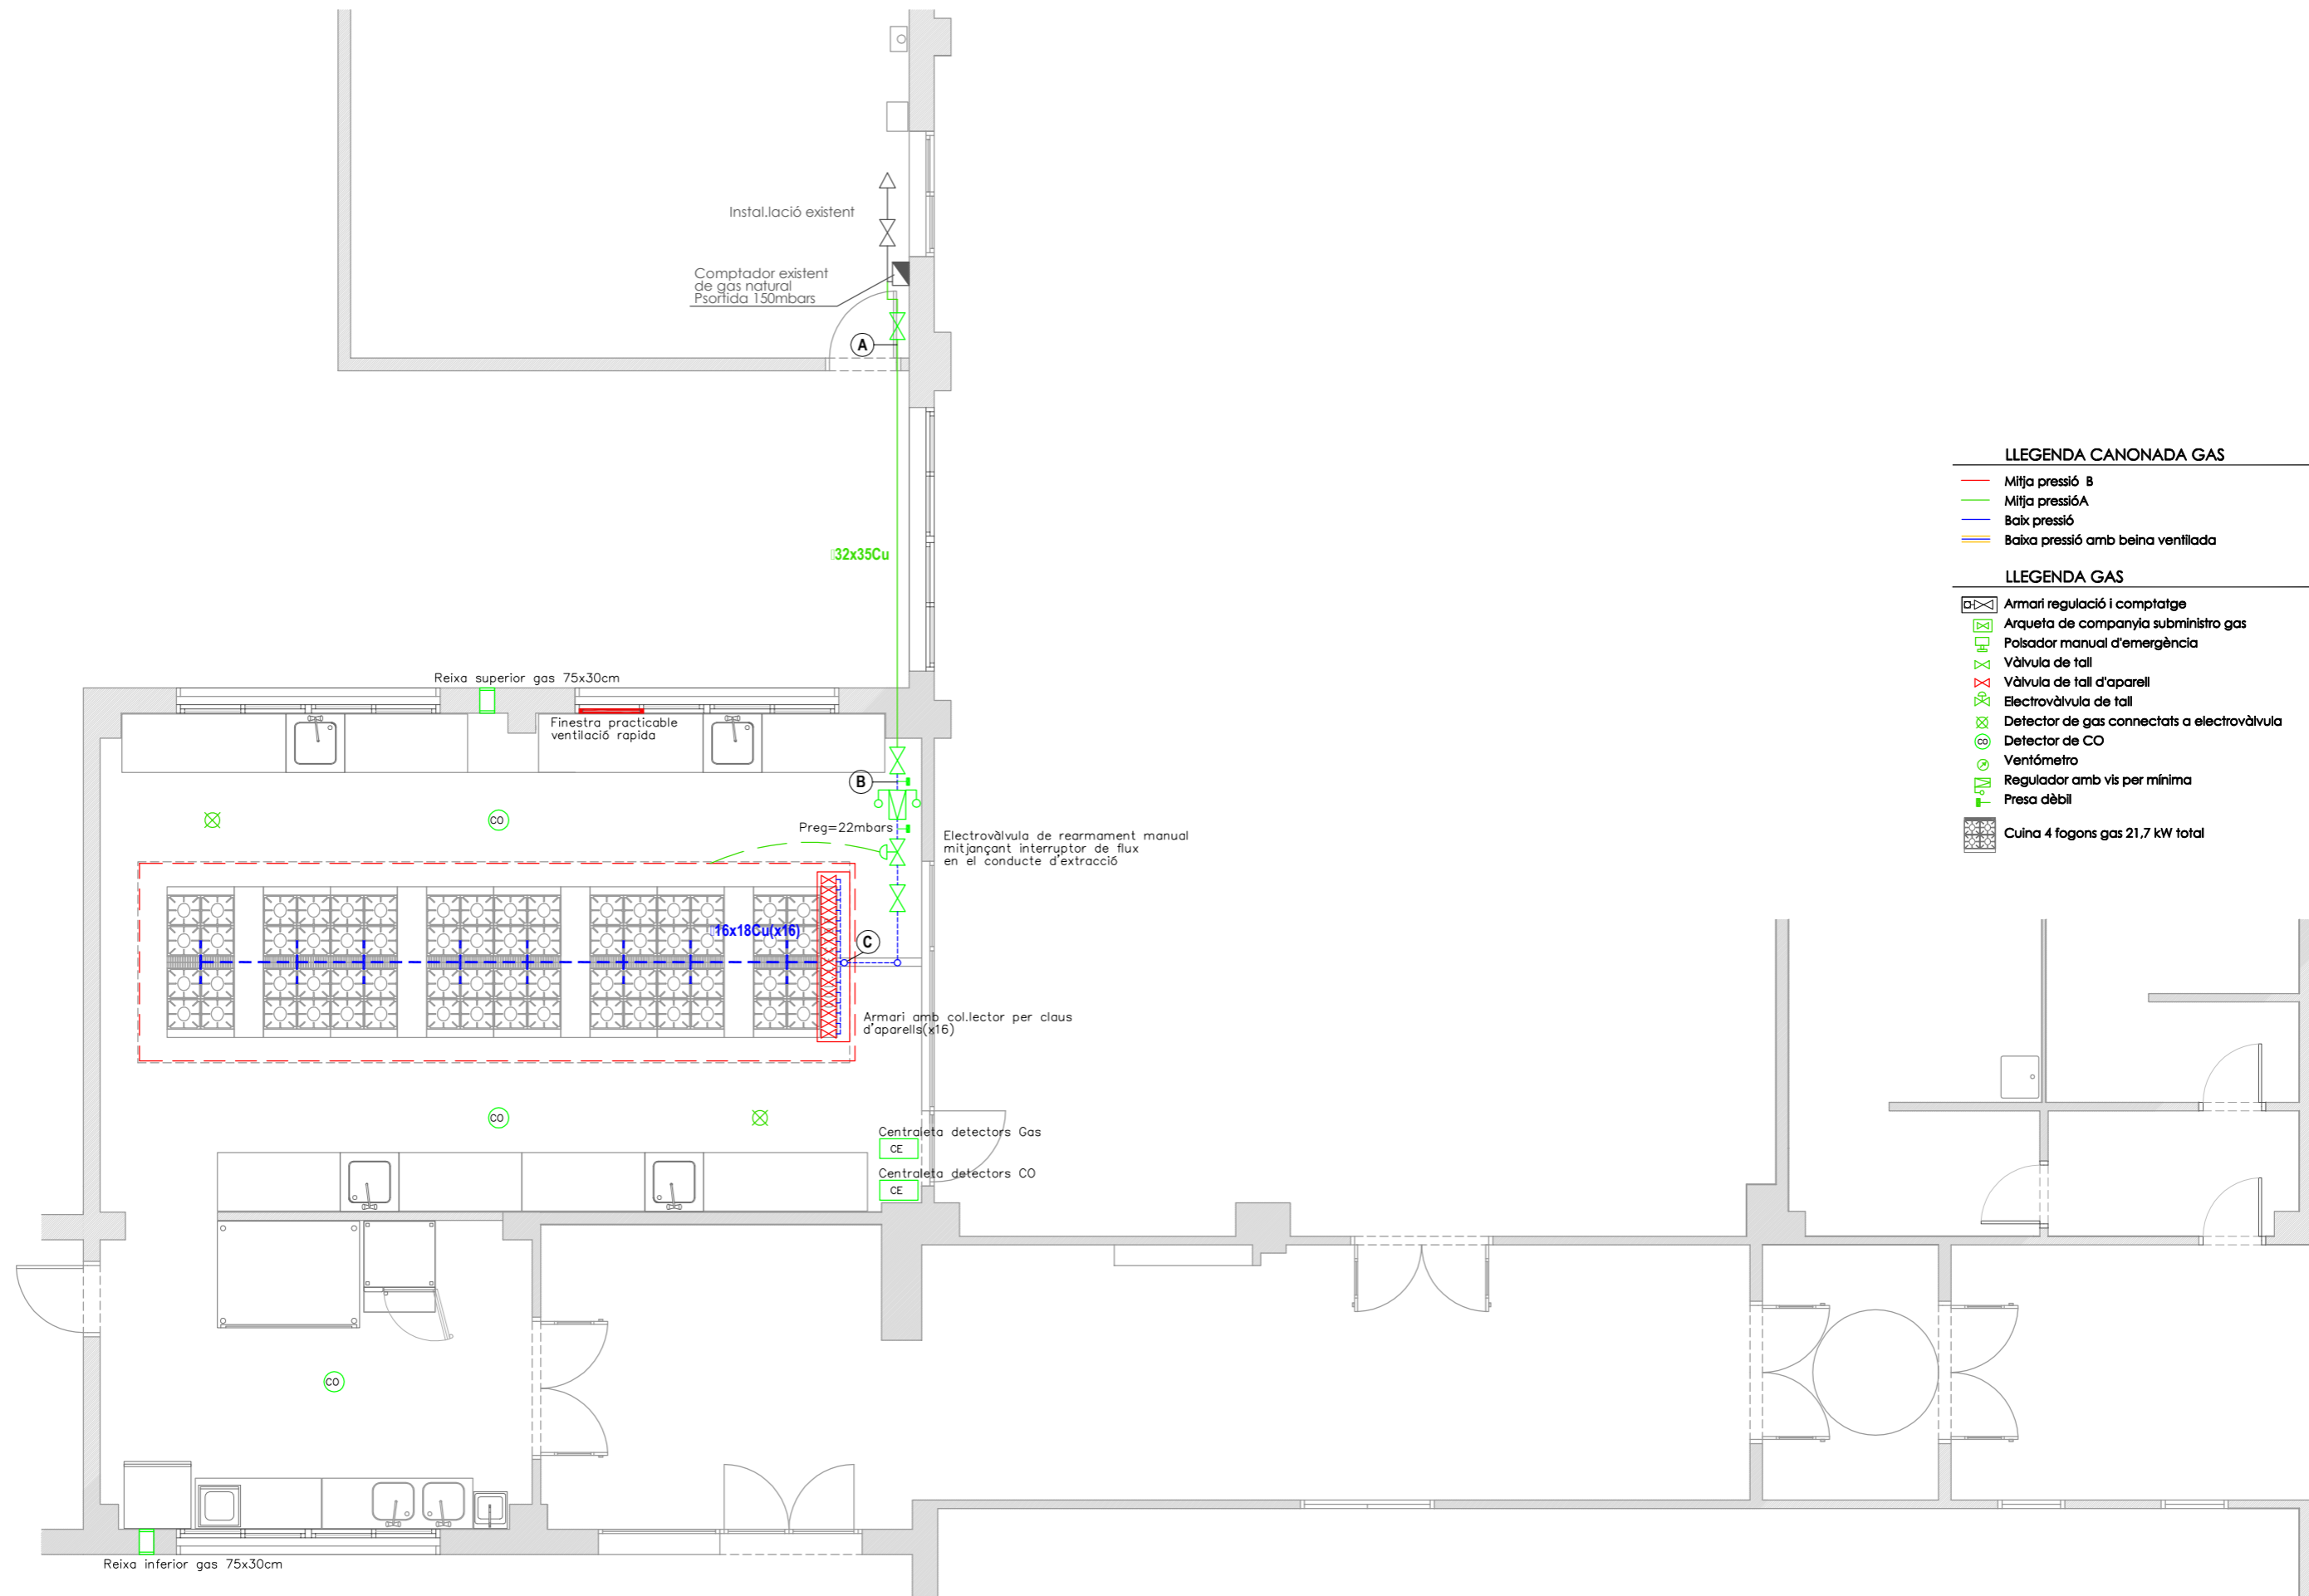 Instal.lació existent
Comptador existent
de gas natural
Psortida 150mbars
A
32x35Cu
LLEGENDA CANONADA GAS
Mitja pressió B
Mitja pressióA
Baix pressió
Baixa pressió amb beina ventilada
LLEGENDA GAS
Armari regulació i comptatge
Arqueta de companyia subministro gas
Polsador manual d'emergència
Vàlvula de tall
Vàlvula de tall d'aparell
Electrovàlvula de tall
Detector de gas connectats a electrovàlvula
CO
Detector de CO
Ventómetro
Regulador amb vis per mínima
Presa dèbil
Cuina 4 fogons gas 21,7 kW total
Reixa superior gas 75x30cm
Finestra practicable
ventilació rapida
B
CO
Preg=22mbars
Electrovàlvula de rearmament manual
mitjançant interruptor de flux
en el conducte d'extracció
16x18Cu(x16)
C
Armari amb col.lector per claus
d'aparells(x16)
CO
Centraleta detectors Gas
CE
Centraleta detectors CO
CE
CO
Reixa inferior gas 75x30cm